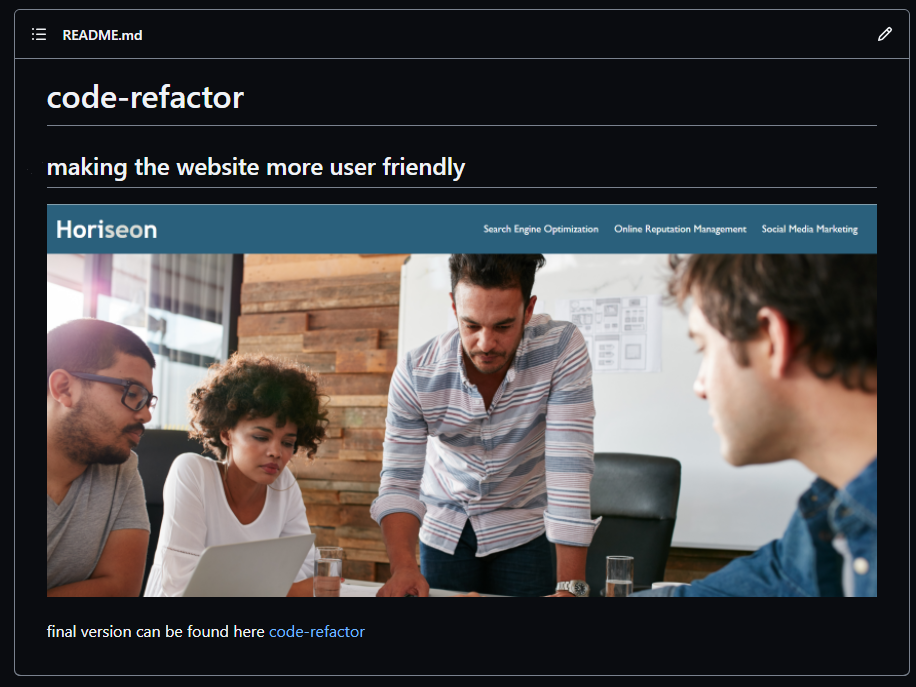 README.md
code-refactor
making the website more user friendly
Horiseon Search Engine Optimization Online Reputation Management Social Media Marketing
final version can be found here code-refactor